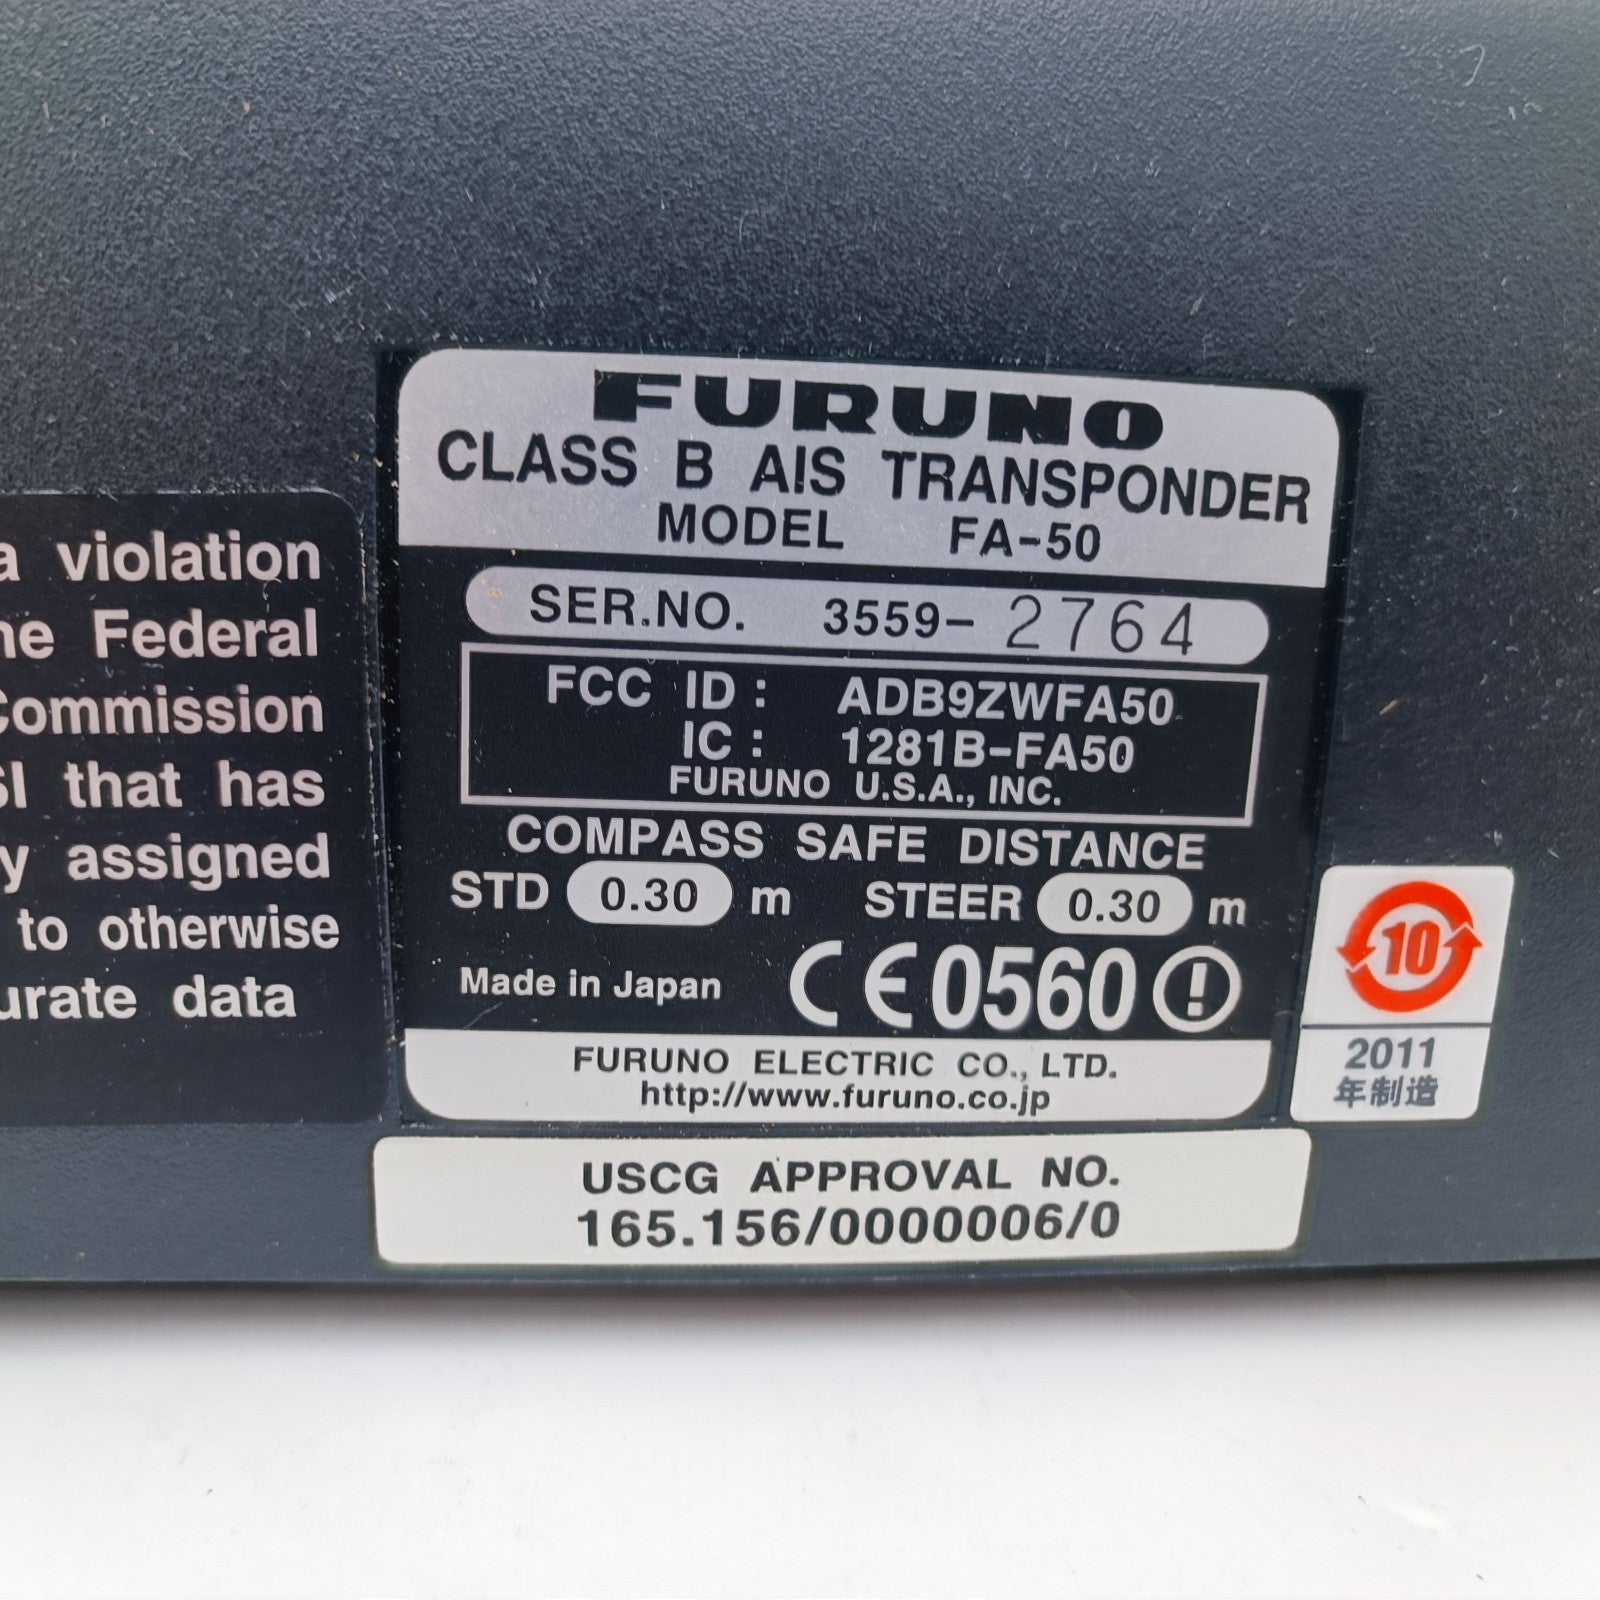 a violation
he Federal
Commission
SI that has
y assigned
to otherwise
urate data
FURUNO
CLASS B AIS TRANSPONDER
MODEL FA-50
SER.NO. 3559-2764
FCC ID: ADB9ZWFA50
IC: 1281B-FA50
FURUNO U.S.A., INC.
COMPASS SAFE DISTANCE
STD 0.30 m STEER 0.30 m
Made in Japan CE0560
FURUNO ELECTRIC CO., LTD.
http://www.furuno.co.jp
10
2011
年制造
USCG APPROVAL NO.
165.156/0000006/0